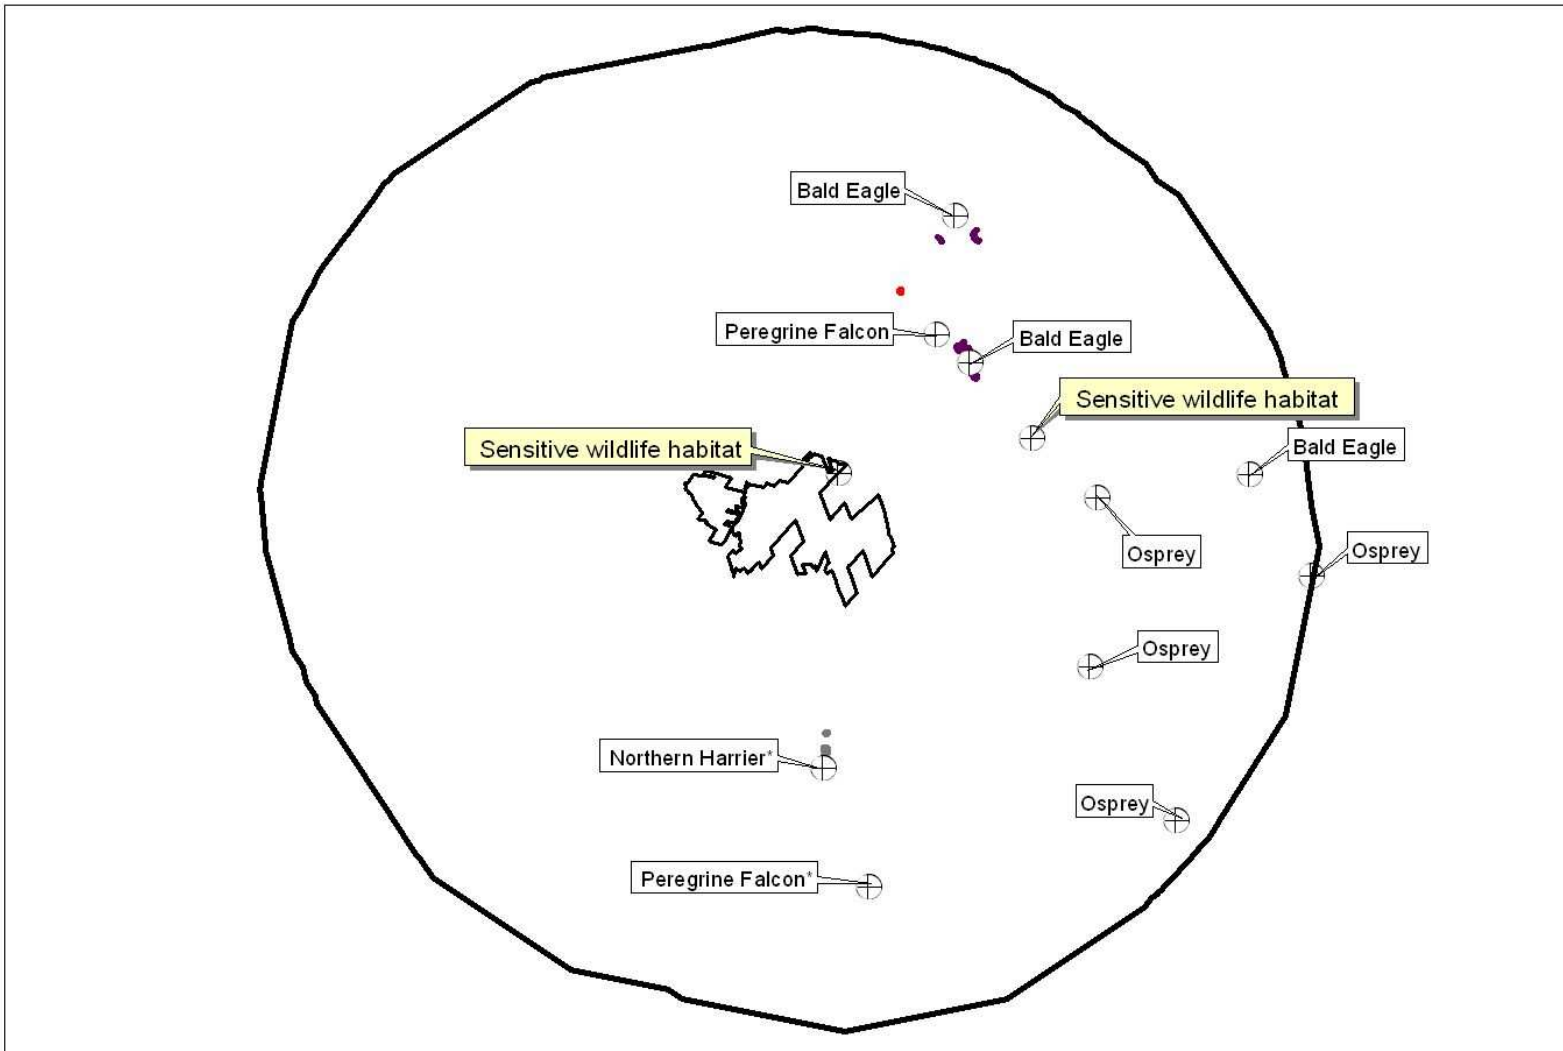 Bald Eagle
Peregrine Falcon
Bald Eagle
Sensitive wildlife habitat
Sensitive wildlife habitat
Bald Eagle
Osprey
Osprey
Osprey
Northern Harrier*
Osprey
Peregrine Falcon*